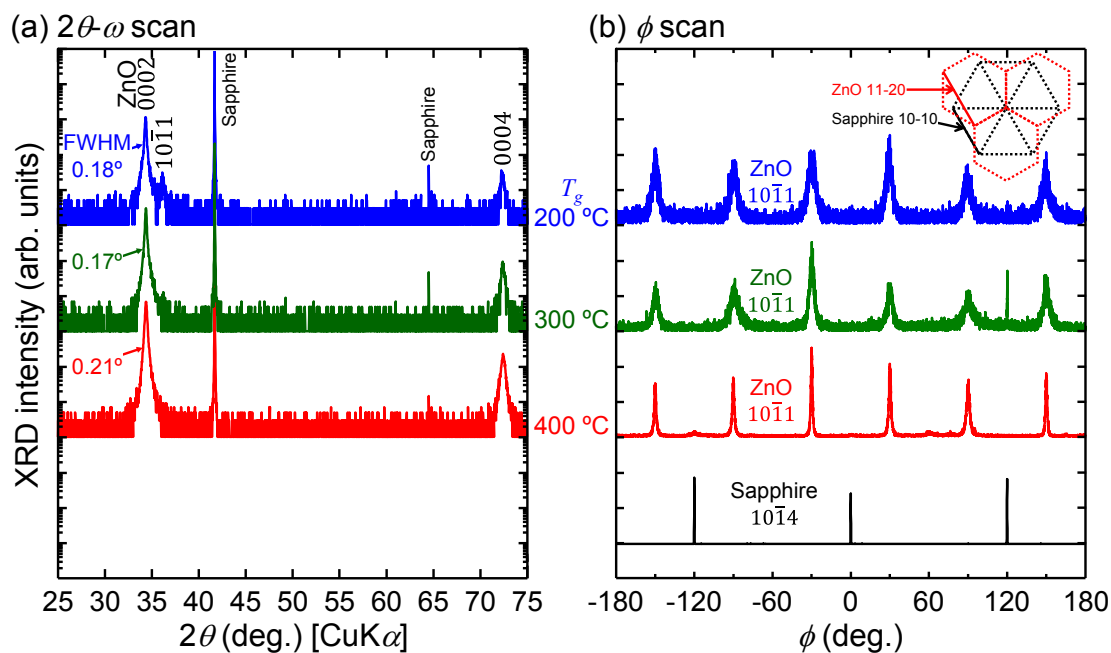 (a) 2θ-ω scan
ZnO
0002
101̅1
Sapphire
Sapphire
0004
FWHM
0.18º
0.17º
0.21º
T_g
200 ºC
300 ºC
400 ºC
XRD intensity (arb. units)
25 30 35 40 45 50 55 60 65 70 75
2θ (deg.) [CuKα]
(b) ϕ scan
ZnO 11-20
Sapphire 10-10
ZnO
101̅1
ZnO
101̅1
ZnO
101̅1
Sapphire
101̅4
-180 -120 -60 0 60 120 180
ϕ (deg.)